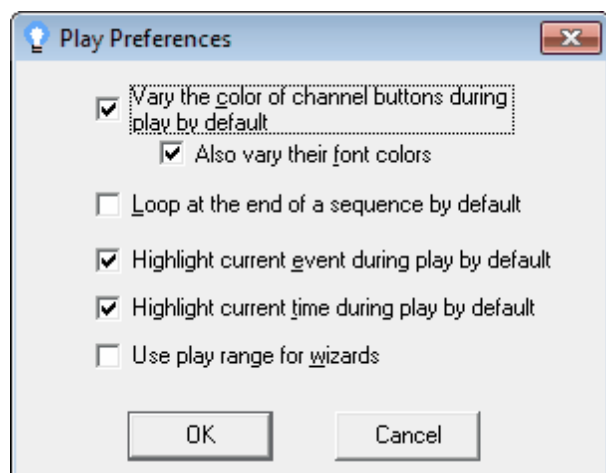 Play Preferences
Vary the color of channel buttons during
play by default
Also vary their font colors
Loop at the end of a sequence by default
Highlight current event during play by default
Highlight current time during play by default
Use play range for wizards
OK Cancel